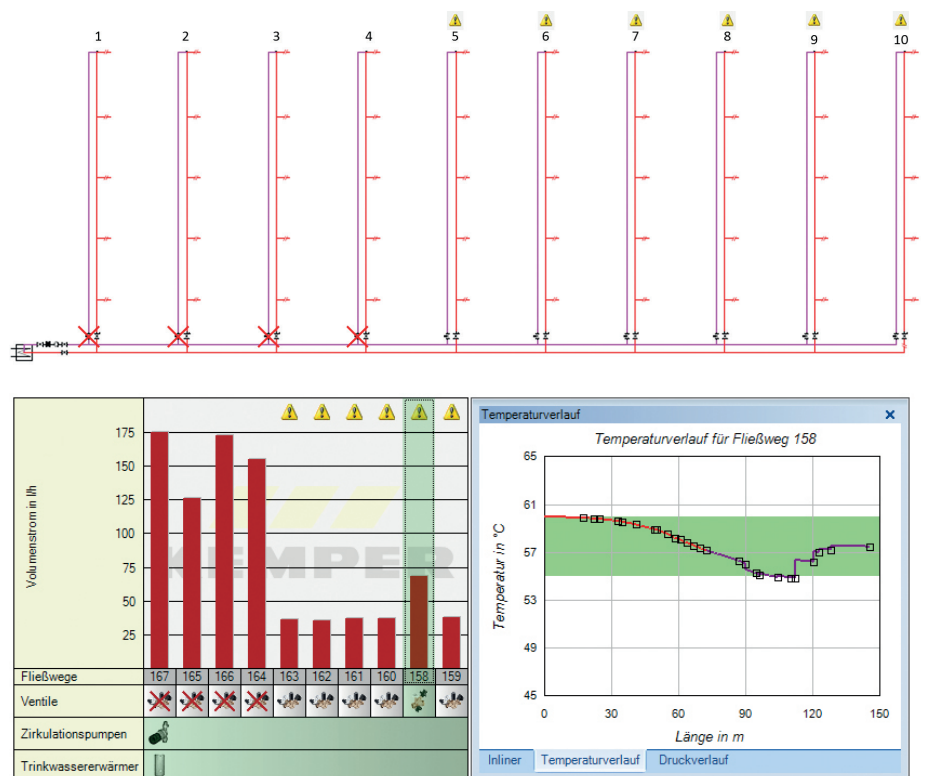 1 2 3 4 5 6 7 8 9 10
Volumenstrom in l/h
175
150
125
100
75
50
25
KEMPER
Fließwege 167 165 166 164 163 162 161 160 158 159
Ventile
Zirkulationspumpen
Trinkwassererwärmer
Temperaturverlauf x
Temperaturverlauf für Fließweg 158
Temperatur in °C
65
61
57
53
49
45
0 30 60 90 120 150
Länge in m
Inliner Temperaturverlauf Druckverlauf